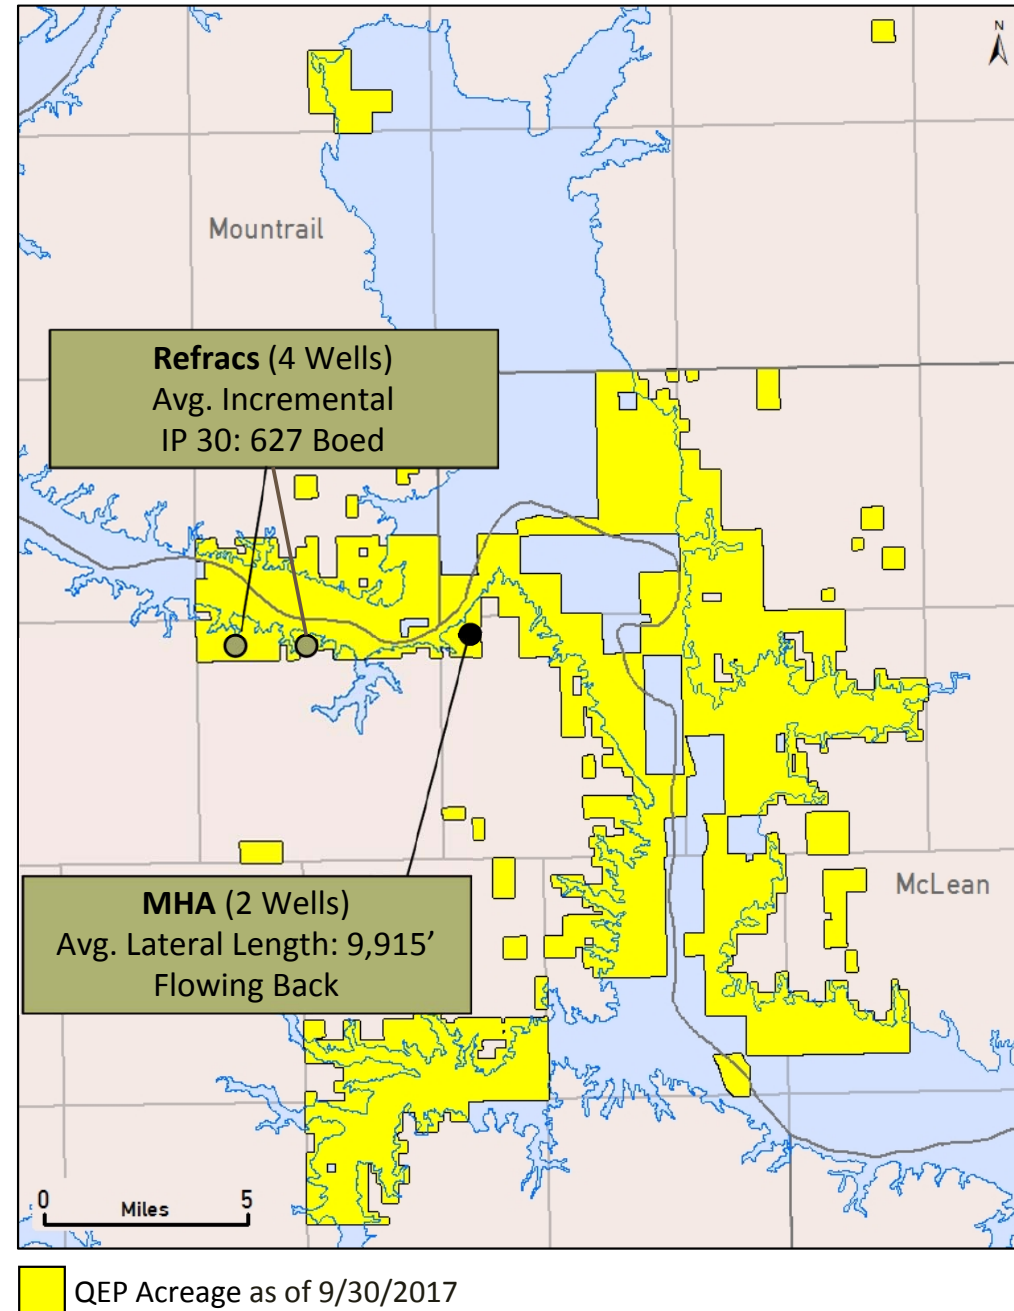 N
Mountrail
Refracs (4 Wells)
Avg. Incremental
IP 30: 627 Boed
McLean
MHA (2 Wells)
Avg. Lateral Length: 9,915’
Flowing Back
0 5
Miles
QEP Acreage as of 9/30/2017